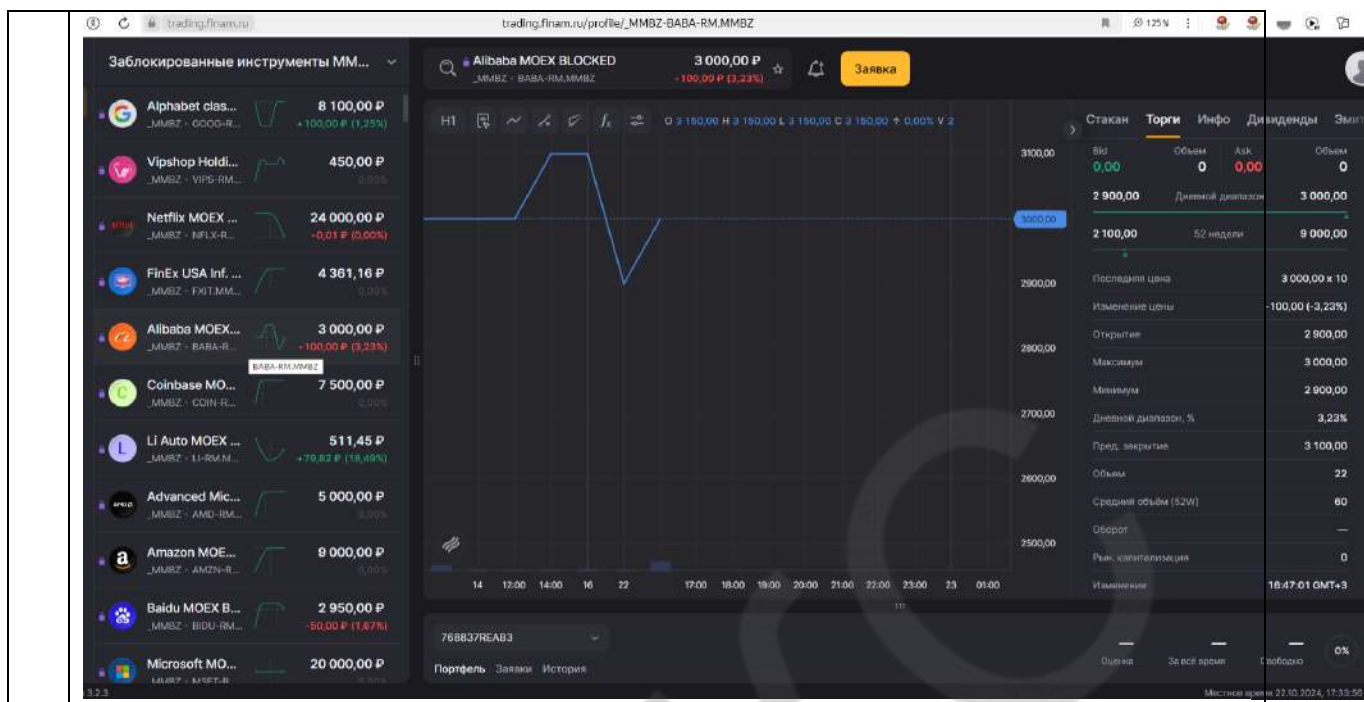 trading.finam.ru
trading.finam.ru/profile/_MMBZ-BABA-RM.MMBZ
125%
Заблокированные инструменты ММ...
Alphabet clas...
8 100,00 ₽
_MMBZ - GOOG-R...
+100,00 ₽ (1,25%)
Vipshop Holdi...
450,00 ₽
_MMBZ - VIPS-RM...
0,00%
Netflix MOEX ...
24 000,00 ₽
_MMBZ - NFLX-R...
-0,01 ₽ (0,00%)
FinEx USA Inf. ...
4 361,16 ₽
_MMBZ - FXIT.MM...
0,00%
Alibaba MOEX...
3 000,00 ₽
_MMBZ - BABA-R...
-100,00 ₽ (3,23%)
BABA-RM.MMBZ
Coinbase MO...
7 500,00 ₽
_MMBZ - COIN-R...
0,00%
Li Auto MOEX ...
511,45 ₽
_MMBZ - LI-RM.M...
+79,82 ₽ (18,49%)
Advanced Mic...
5 000,00 ₽
_MMBZ - AMD-RM...
0,00%
Amazon MOE...
9 000,00 ₽
_MMBZ - AMZN-R...
0,00%
Baidu MOEX B...
2 950,00 ₽
_MMBZ - BIDU-RM...
-50,00 ₽ (1,67%)
Microsoft MO...
20 000,00 ₽
_MMBZ - MSFT-R...
0,00%
3.2.3
Alibaba MOEX BLOCKED
3 000,00 ₽
_MMBZ - BABA-RM.MMBZ
-100,00 ₽ (3,23%)
Заявка
H1
O 3 150,00 H 3 150,00 L 3 150,00 C 3 150,00 ↑ 0,00% V 2
3100,00
3000,00
2900,00
2800,00
2700,00
2600,00
2500,00
14 12:00 14:00 16 22 17:00 18:00 19:00 20:00 21:00 22:00 23:00 23 01:00
768837REAB3
Портфель Заявки История
Стакан Торги Инфо Дивиденды Эмит
Bid Объем Ask Объем
0,00 0 0,00 0
2 900,00 Дневной диапазон 3 000,00
2 100,00 52 недели 9 000,00
Последняя цена 3 000,00 x 10
Изменение цены -100,00 (-3,23%)
Открытие 2 900,00
Максимум 3 000,00
Минимум 2 900,00
Дневной диапазон, % 3,23%
Пред. закрытие 3 100,00
Объем 22
Средний объём (52W) 60
Оборот —
Рын. капитализация 0
Изменение 16:47:01 GMT+3
— — —
Оценка За всё время Свободно
0%
Местное время 22.10.2024, 17:33:56